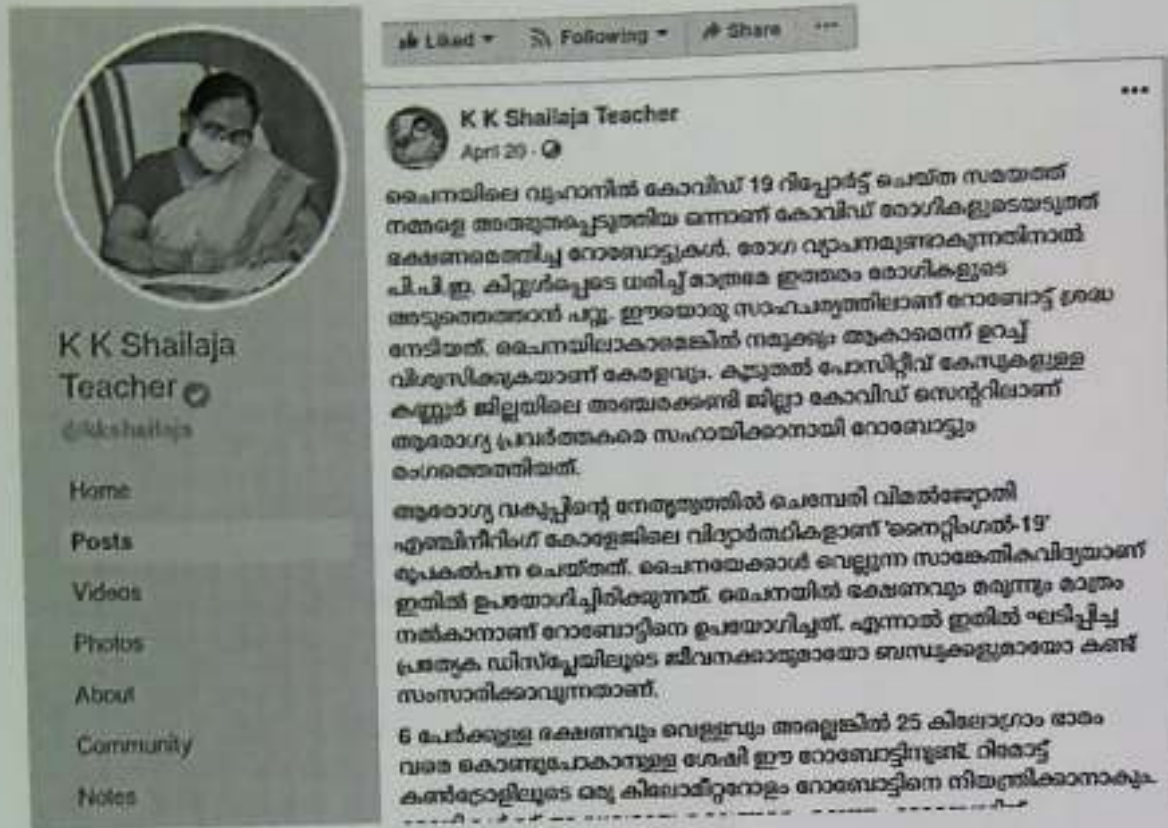 Liked
Following
Share
K K Shailaja Teacher
April 20
ചൈനയിലെ വുഹാനിൽ കോവിഡ് 19 റിപ്പോർട്ട് ചെയ്ത സമയത്ത്
നമ്മളെ അത്ഭുതപ്പെടുത്തിയ ഒന്നാണ് കോവിഡ് രോഗികളുടെയടുത്ത്
ഭക്ഷണമെത്തിച്ച റോബോട്ടുകൾ. രോഗ വ്യാപനമുണ്ടാകുന്നതിനാൽ
പി.പി.ഇ. കിറ്റുൾപ്പെടെ ധരിച്ച് മാത്രമേ ഇത്തരം രോഗികളുടെ
അടുത്തെത്താൻ പറ്റൂ. ഈയൊരു സാഹചര്യത്തിലാണ് റോബോട്ട് ശ്രദ്ധ
നേടിയത്. ചൈനയിലാകാമെങ്കിൽ നമുക്കും ആകാമെന്ന് ഉറച്ച്
വിശ്വസിക്കുകയാണ് കേരളവും. കൂടുതൽ പോസിറ്റീവ് കേസുകളുള്ള
കണ്ണൂർ ജില്ലയിലെ അഞ്ചരക്കണ്ടി ജില്ലാ കോവിഡ് സെന്ററിലാണ്
ആരോഗ്യ പ്രവർത്തകരെ സഹായിക്കാനായി റോബോട്ടും
രംഗത്തെത്തിയത്.
ആരോഗ്യ വകുപ്പിന്റെ നേതൃത്വത്തിൽ ചെമ്പേരി വിമൽജ്യോതി
എഞ്ചിനീറിംഗ് കോളേജിലെ വിദ്യാർത്ഥികളാണ് 'നൈറ്റിംഗൽ-19'
രൂപകൽപന ചെയ്തത്. ചൈനയേക്കാൾ വെല്ലുന്ന സാങ്കേതികവിദ്യയാണ്
ഇതിൽ ഉപയോഗിച്ചിരിക്കുന്നത്. ചൈനയിൽ ഭക്ഷണവും മരുന്നും മാത്രം
നൽകാനാണ് റോബോട്ടിനെ ഉപയോഗിച്ചത്. എന്നാൽ ഇതിൽ ഘടിപ്പിച്ച
പ്രത്യേക ഡിസ്പ്ലേയിലൂടെ ജീവനക്കാരുമായോ ബന്ധുക്കളുമായോ കണ്ട്
സംസാരിക്കാവുന്നതാണ്.
6 പേർക്കുള്ള ഭക്ഷണവും വെള്ളവും അല്ലെങ്കിൽ 25 കിലോഗ്രാം ഭാരം
വരെ കൊണ്ടുപോകാനുള്ള ശേഷി ഈ റോബോട്ടിനുണ്ട്. റിമോട്ട്
കൺട്രോളിലൂടെ ഒരു കിലോമീറ്ററോളം റോബോട്ടിനെ നിയന്ത്രിക്കാനാകും.
K K Shailaja
Teacher
@kkshailaja
Home
Posts
Videos
Photos
About
Community
Notes